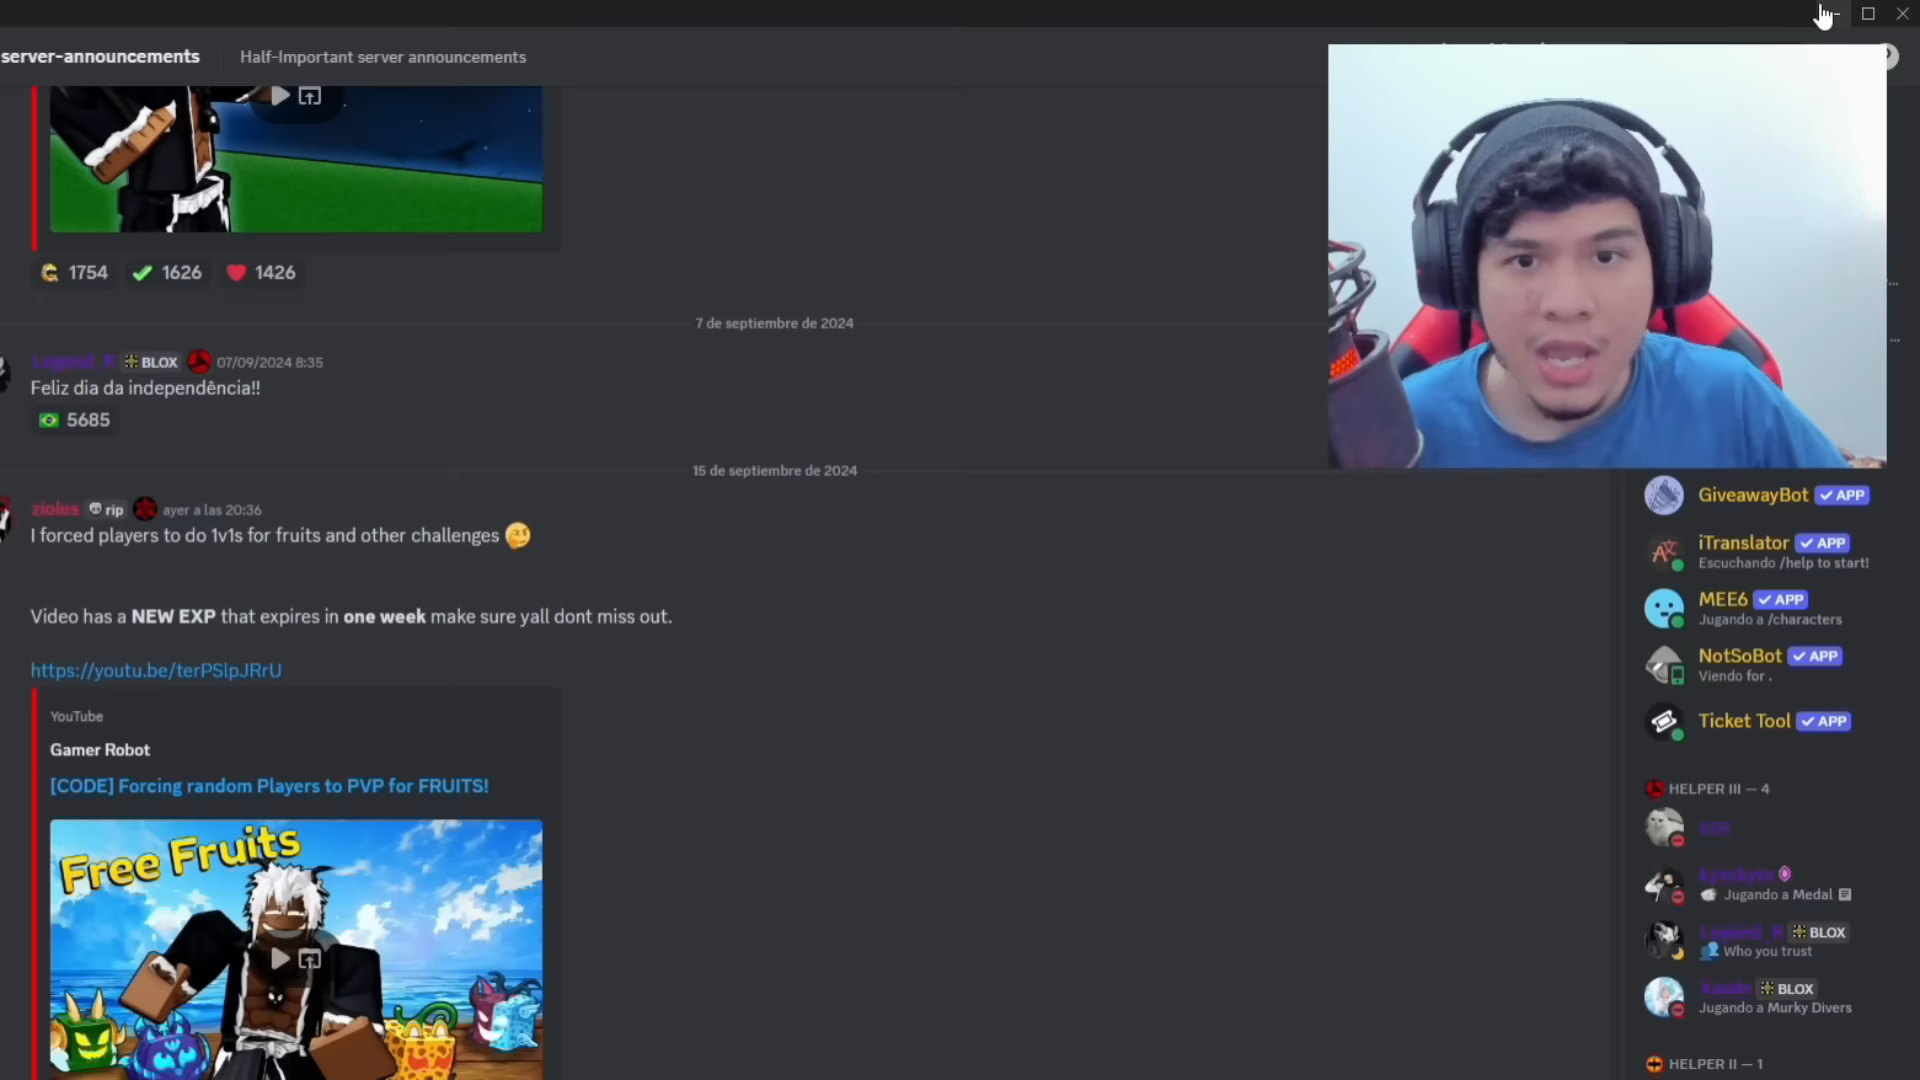 server-announcements
Half-Important server announcements
1754
1626
1426
7 de septiembre de 2024
BLOX
07/09/2024 8:35
Feliz dia da independência!!
5685
15 de septiembre de 2024
zioles
rip
ayer a las 20:36
I forced players to do 1v1s for fruits and other challenges
Video has a NEW EXP that expires in one week make sure yall dont miss out.
https://youtu.be/terPSlpJRrU
YouTube
Gamer Robot
[CODE] Forcing random Players to PVP for FRUITS!
Free Fruits
GiveawayBot
APP
iTranslator
APP
Escuchando /help to start!
MEE6
APP
Jugando a /characters
NotSoBot
APP
Viendo for .
Ticket Tool
APP
HELPER III — 4
Jugando a Medal
BLOX
Who you trust
BLOX
Jugando a Murky Divers
HELPER II — 1